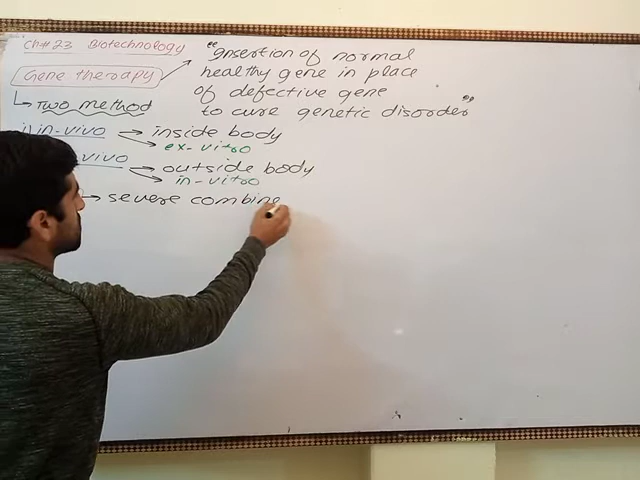 Ch# 23 Biotechnology
Gene therapy
"Insertion of normal
healthy gene in place
of defective gene
to cure genetic disorder"
Two method
in-vivo → inside body
ex-vitro
vivo → outside body
in-vitro
→ severe combine